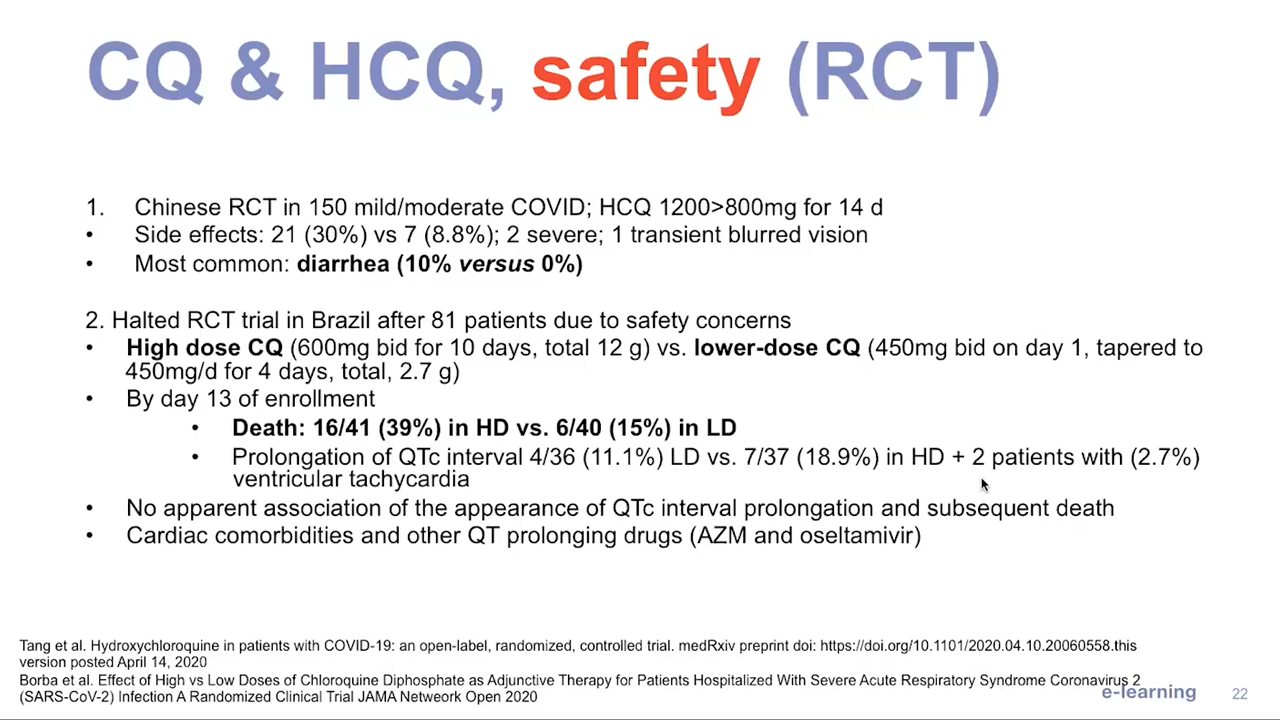 CQ & HCQ, safety (RCT)
1. Chinese RCT in 150 mild/moderate COVID; HCQ 1200>800mg for 14 d
• Side effects: 21 (30%) vs 7 (8.8%); 2 severe; 1 transient blurred vision
• Most common: diarrhea (10% versus 0%)
2. Halted RCT trial in Brazil after 81 patients due to safety concerns
• High dose CQ (600mg bid for 10 days, total 12 g) vs. lower-dose CQ (450mg bid on day 1, tapered to
450mg/d for 4 days, total, 2.7 g)
• By day 13 of enrollment
• Death: 16/41 (39%) in HD vs. 6/40 (15%) in LD
• Prolongation of QTc interval 4/36 (11.1%) LD vs. 7/37 (18.9%) in HD + 2 patients with (2.7%)
ventricular tachycardia
• No apparent association of the appearance of QTc interval prolongation and subsequent death
• Cardiac comorbidities and other QT prolonging drugs (AZM and oseltamivir)
Tang et al. Hydroxychloroquine in patients with COVID-19: an open-label, randomized, controlled trial. medRxiv preprint doi: https://doi.org/10.1101/2020.04.10.20060558.this
version posted April 14, 2020
Borba et al. Effect of High vs Low Doses of Chloroquine Diphosphate as Adjunctive Therapy for Patients Hospitalized With Severe Acute Respiratory Syndrome Coronavirus 2
(SARS-CoV-2) Infection A Randomized Clinical Trial JAMA Netweork Open 2020
e-learning 22